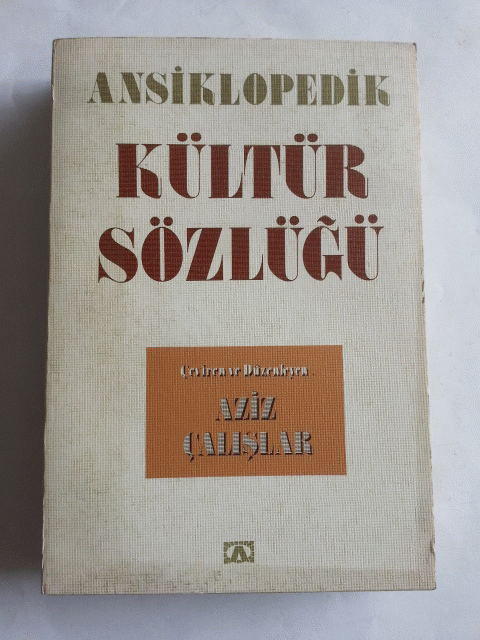 ANSİKLOPEDİK
KÜLTÜR
SÖZLÜĞÜ
Çeviren ve Düzenleyen
AZİZ
ÇALIŞLAR